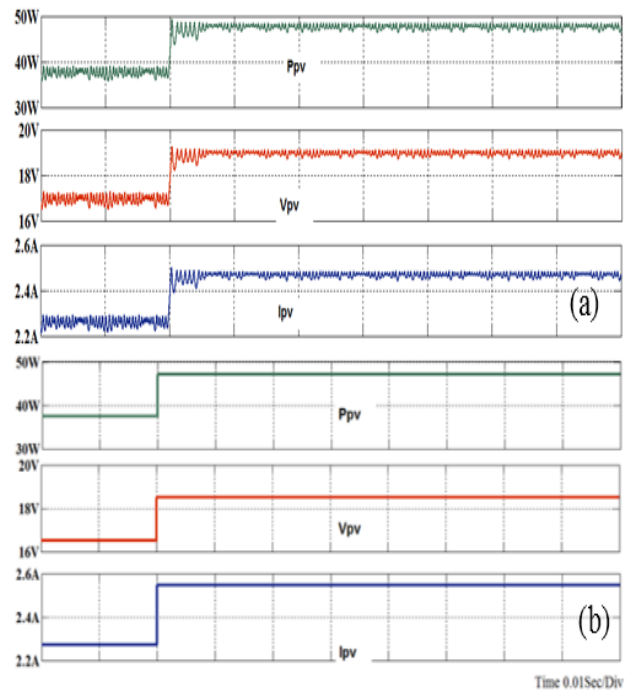 50W
40W
Ppv
30W
20V
18V
Vpv
16V
2.6A
2.4A
Ipv
(a)
2.2A
50W
40W
Ppv
30W
20V
18V
Vpv
16V
2.6A
2.4A
(b)
Ipv
2.2A
Time 0.01Sec/Div